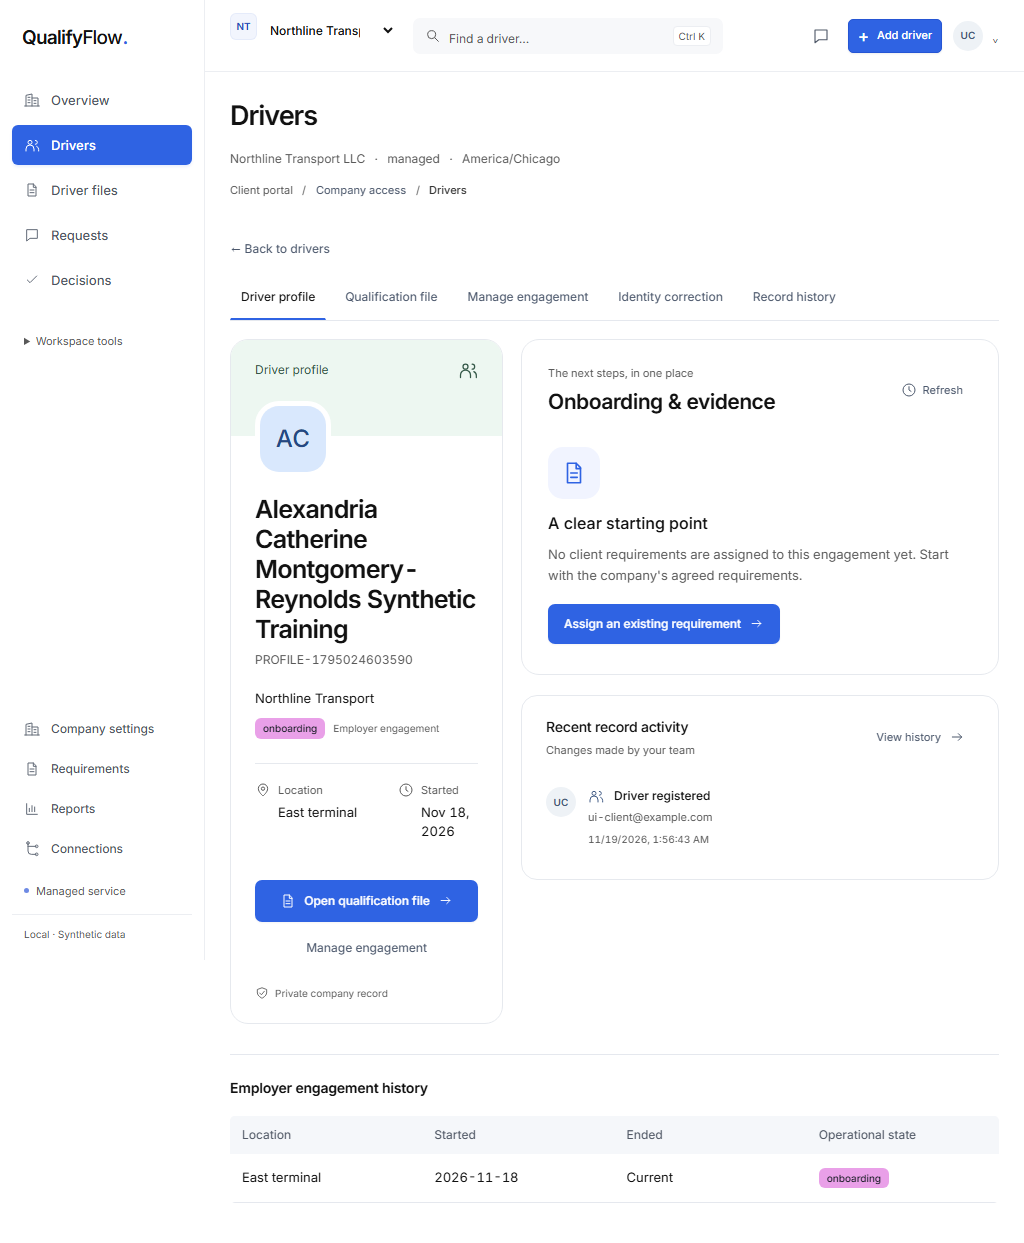 QualifyFlow.
NT
Northline Trans
Find a driver...
Ctrl K
+ Add driver
UC
Overview
Drivers
Driver files
Requests
Decisions
Workspace tools
Company settings
Requirements
Reports
Connections
Managed service
Local · Synthetic data
Drivers
Northline Transport LLC · managed · America/Chicago
Client portal / Company access / Drivers
← Back to drivers
Driver profile
Qualification file
Manage engagement
Identity correction
Record history
Driver profile
AC
Alexandria
Catherine
Montgomery-
Reynolds Synthetic
Training
PROFILE-1795024603590
Northline Transport
onboarding Employer engagement
Location
East terminal
Started
Nov 18,
2026
Open qualification file →
Manage engagement
Private company record
The next steps, in one place
Onboarding & evidence
Refresh
A clear starting point
No client requirements are assigned to this engagement yet. Start
with the company's agreed requirements.
Assign an existing requirement →
Recent record activity
Changes made by your team
View history →
UC
Driver registered
ui-client@example.com
11/19/2026, 1:56:43 AM
Employer engagement history
Location Started Ended Operational state
East terminal 2026-11-18 Current onboarding